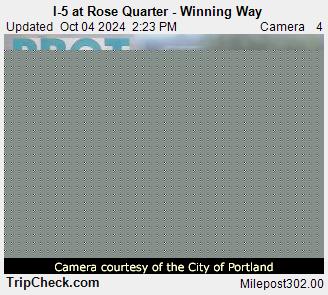 I-5 at Rose Quarter - Winning Way
Updated Oct 04 2024 2:23 PM Camera 4
PBOT
Camera courtesy of the City of Portland
TripCheck.com Milepost302.00